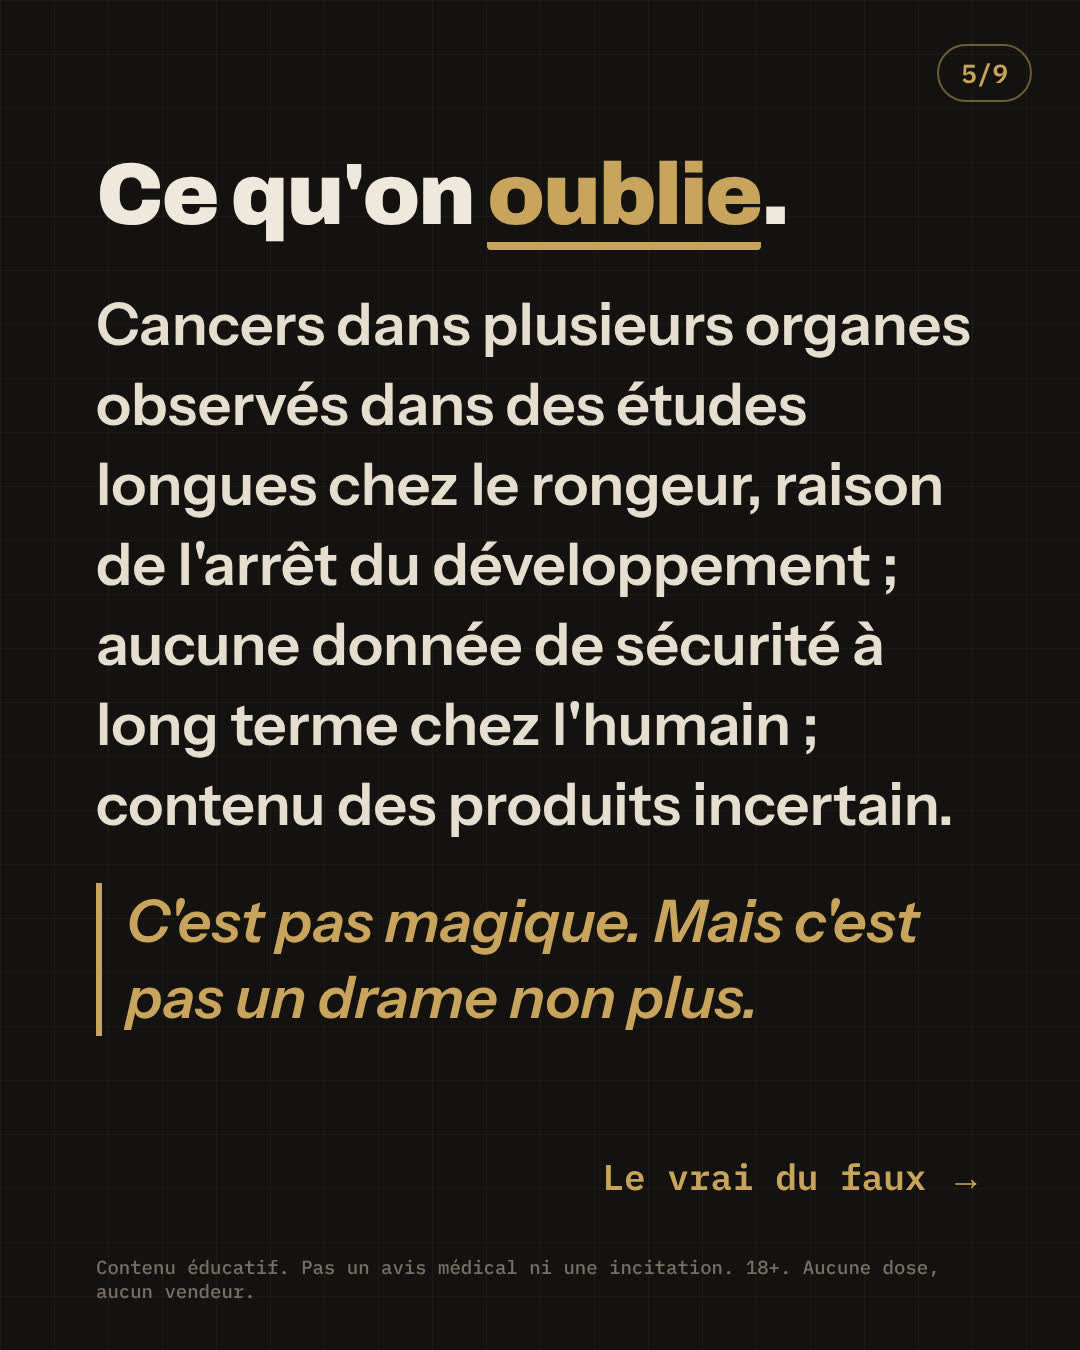 5/9
Ce qu'on oublie.
Cancers dans plusieurs organes
observés dans des études
longues chez le rongeur, raison
de l'arrêt du développement ;
aucune donnée de sécurité à
long terme chez l'humain ;
contenu des produits incertain.
C'est pas magique. Mais c'est
pas un drame non plus.
Le vrai du faux →
Contenu éducatif. Pas un avis médical ni une incitation. 18+. Aucune dose,
aucun vendeur.